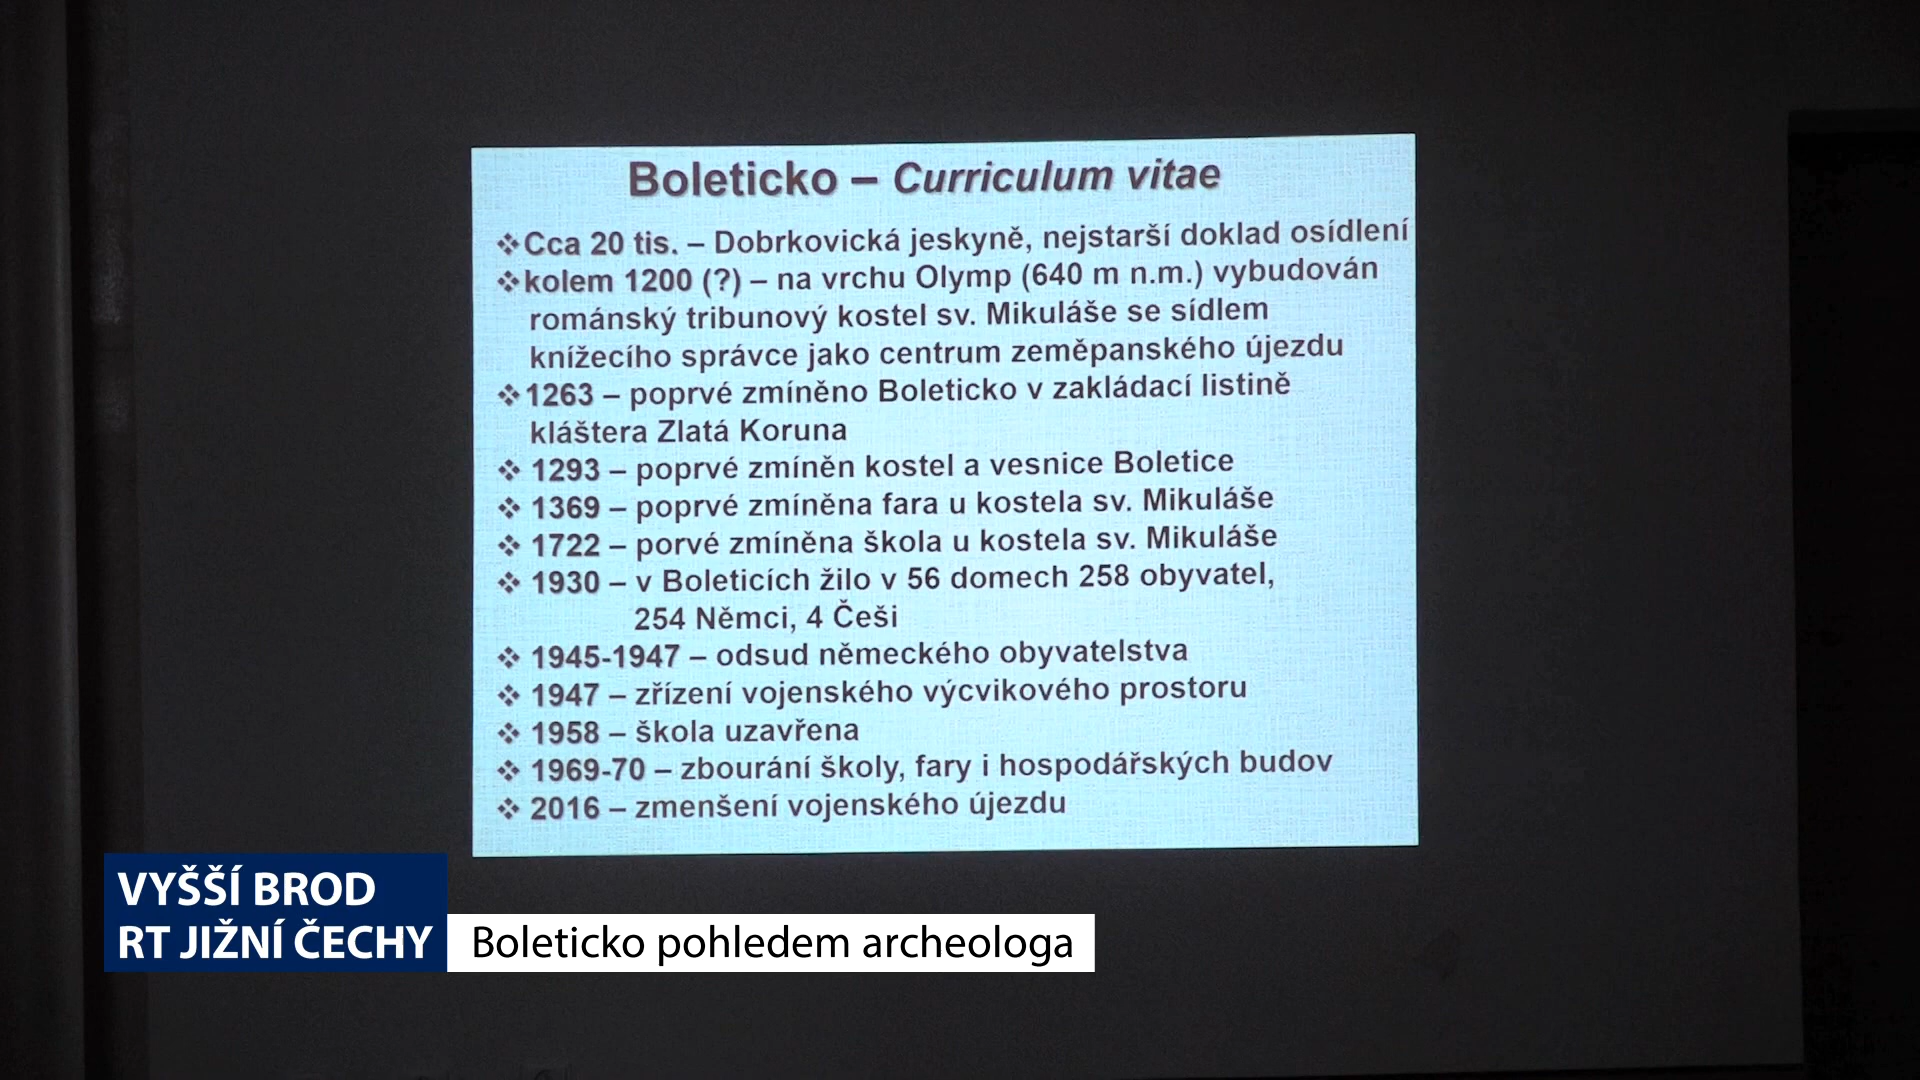 Boleticko – Curriculum vitae
❖Cca 20 tis. – Dobrkovická jeskyně, nejstarší doklad osídlení
❖kolem 1200 (?) – na vrchu Olymp (640 m n.m.) vybudován
románský tribunový kostel sv. Mikuláše se sídlem
knížecího správce jako centrum zeměpanského újezdu
❖1263 – poprvé zmíněno Boleticko v zakládací listině
kláštera Zlatá Koruna
❖ 1293 – poprvé zmíněn kostel a vesnice Boletice
❖ 1369 – poprvé zmíněna fara u kostela sv. Mikuláše
❖ 1722 – porvé zmíněna škola u kostela sv. Mikuláše
❖ 1930 – v Boleticích žilo v 56 domech 258 obyvatel,
254 Němci, 4 Češi
❖ 1945-1947 – odsud německého obyvatelstva
❖ 1947 – zřízení vojenského výcvikového prostoru
❖ 1958 – škola uzavřena
❖ 1969-70 – zbourání školy, fary i hospodářských budov
❖ 2016 – zmenšení vojenského újezdu
VYŠŠÍ BROD
RT JIŽNÍ ČECHY
Boleticko pohledem archeologa